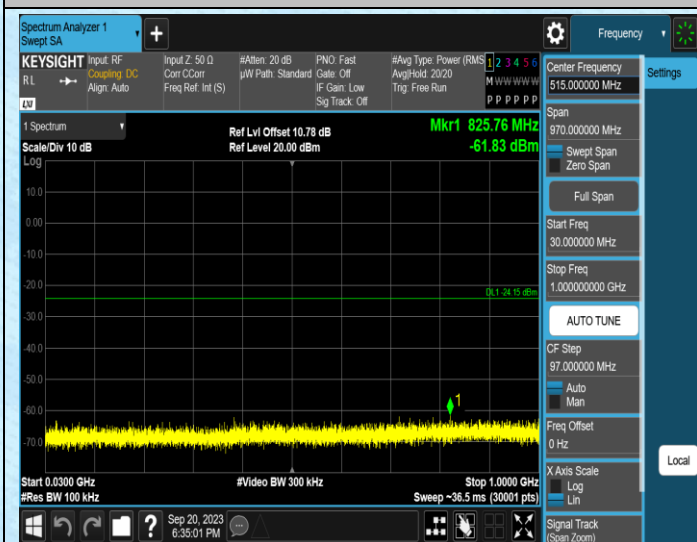 Spectrum Analyzer 1
Swept SA
Frequency
KEYSIGHT
R L
LXI
Input: RF
Coupling: DC
Align: Auto
Input Z: 50 Ω
Corr CCorr
Freq Ref: Int (S)
#Atten: 20 dB
µW Path: Standard
PNO: Fast
Gate: Off
IF Gain: Low
Sig Track: Off
#Avg Type: Power (RMS
Avg|Hold: 20/20
Trig: Free Run
1 2 3 4 5 6
M W W W W W
P P P P P P
1 Spectrum
Scale/Div 10 dB
Log
Ref Lvl Offset 10.78 dB
Ref Level 20.00 dBm
Mkr1 825.76 MHz
-61.83 dBm
10.0
0.00
-10.0
-20.0
-30.0
-40.0
-50.0
-60.0
-70.0
DL1 -24.15 dBm
1
Start 0.0300 GHz
#Res BW 100 kHz
#Video BW 300 kHz
Stop 1.0000 GHz
Sweep ~36.5 ms (30001 pts)
Sep 20, 2023
6:35:01 PM
Center Frequency
515.000000 MHz
Span
970.000000 MHz
Swept Span
Zero Span
Full Span
Start Freq
30.000000 MHz
Stop Freq
1.000000000 GHz
AUTO TUNE
CF Step
97.000000 MHz
Auto
Man
Freq Offset
0 Hz
X Axis Scale
Log
Lin
Signal Track
(Span Zoom)
Settings
Local